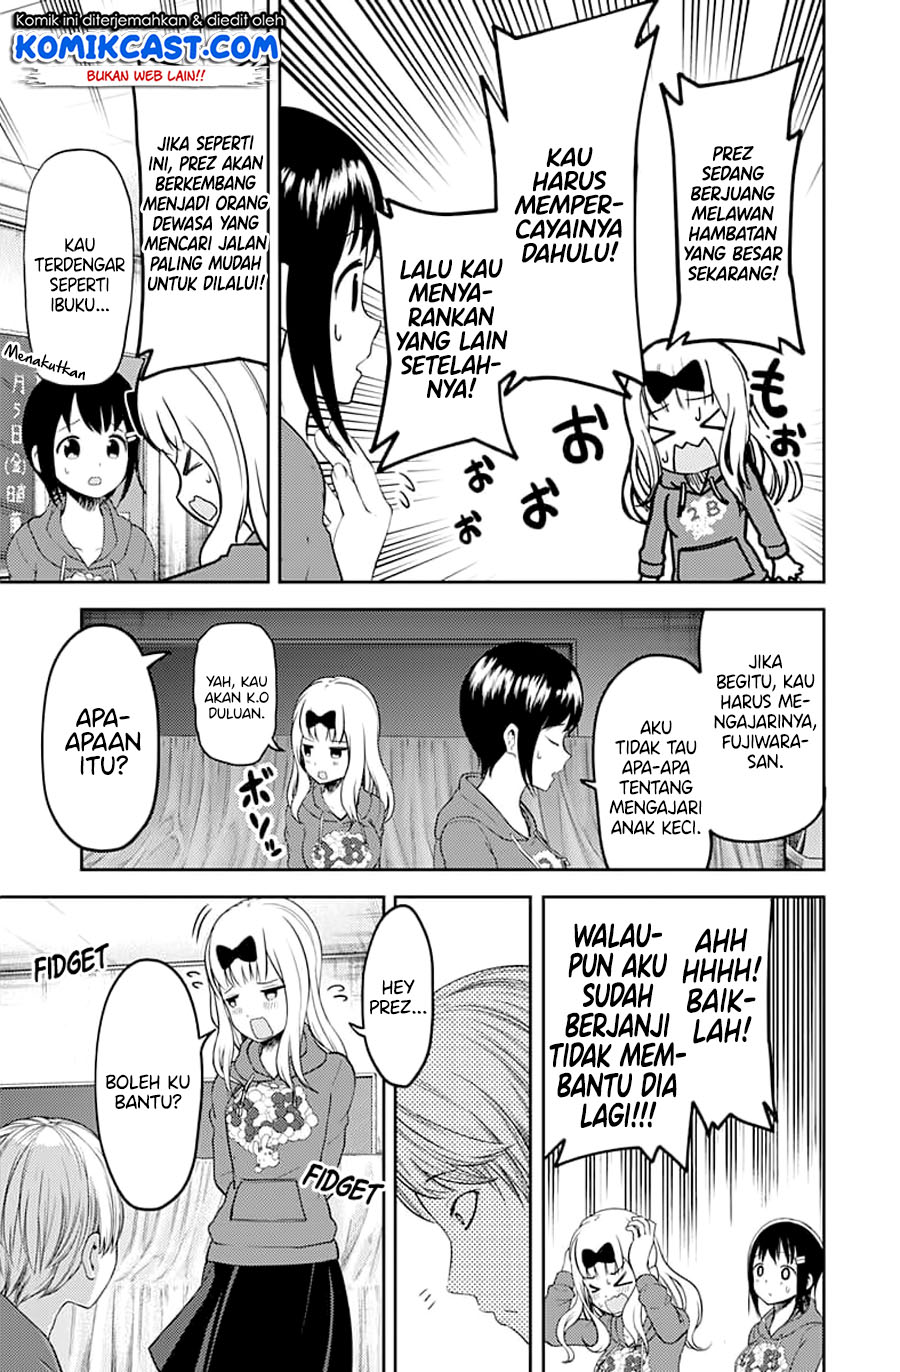 Komik ini diterjemahkan & diedit oleh
KOMIKCAST.COM
BUKAN WEB LAIN!!
PREZ
SEDANG
BERJUANG
MELAWAN
HAMBATAN
YANG BESAR
SEKARANG!
KAU
HARUS
MEMPER-
CAYAINYA
DAHULU!
LALU KAU
MENYA-
RANKAN
YANG LAIN
SETELAH-
NYA!
もぉ
おおお
2B
JIKA SEPERTI
INI, PREZ AKAN
BERKEMBANG
MENJADI ORANG
DEWASA YANG
MENCARI JALAN
PALING MUDAH
UNTUK DILALUI!
KAU
TERDENGAR
SEPERTI
IBUKU...
Menakutkan
JIKA
BEGITU, KAU
HARUS ME-
NGAJARINYA,
FUJIWARA-
SAN.
AKU
TIDAK TAU
APA-APA
TENTANG
MENGAJARI
ANAK KECI.
YAH, KAU
AKAN K.O
DULUAN.
ボソッ
APA-
APAAN
ITU?
AHH
HHHH!
BAIK-
LAH!
WALAU-
PUN AKU
SUDAH
BERJANJI
TIDAK MEM-
BANTU DIA
LAGI!!!
HEY
PREZ...
FIDGET
BOLEH KU
BANTU?
FIDGET